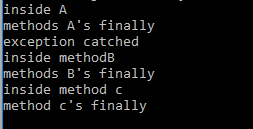 inside A
methods A's finally
exception catched
inside methodB
methods B's finally
inside method c
method c's finally